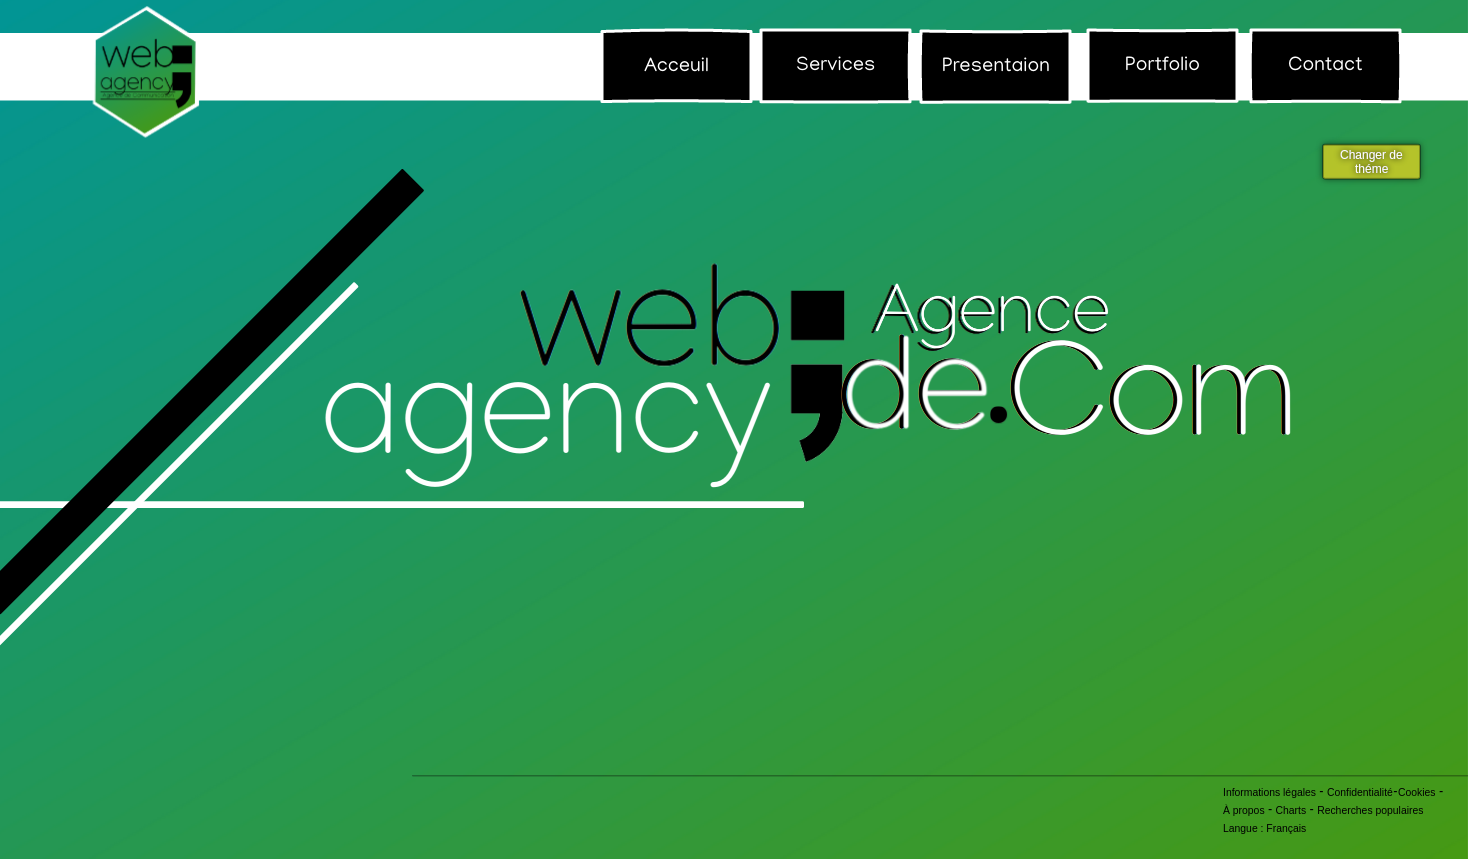 web;
agency
Acceuil
Services
Presentaion
Portfolio
Contact
Changer de
théme
web;
agency
Agence
de.Com
Informations légales - Confidentialité-Cookies -
À propos - Charts - Recherches populaires
Langue : Français